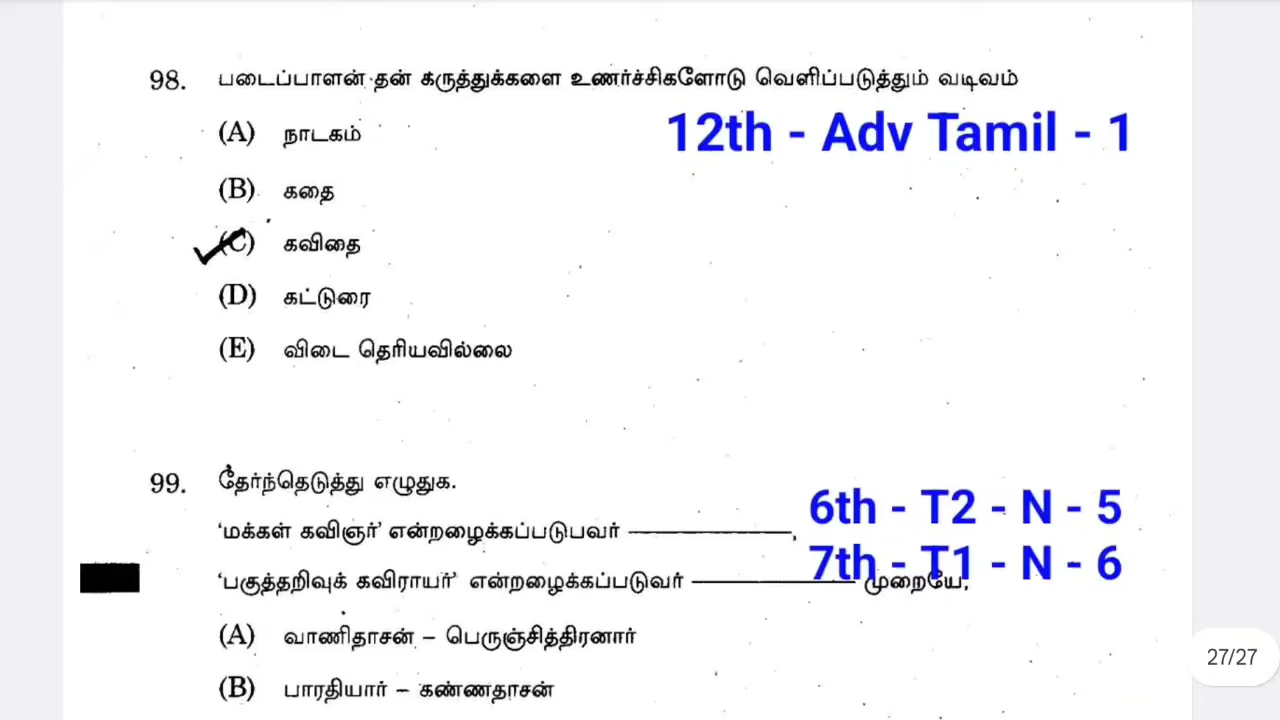 98. படைப்பாளன் தன் கருத்துக்களை உணர்ச்சிகளோடு வெளிப்படுத்தும் வடிவம்
(A) நாடகம்
12th - Adv Tamil - 1
(B) கதை
(C) கவிதை
(D) கட்டுரை
(E) விடை தெரியவில்லை
99. தேர்ந்தெடுத்து எழுதுக.
6th - T2 - N - 5
'மக்கள் கவிஞர்' என்றழைக்கப்படுபவர் ————,
7th - T1 - N - 6
'பகுத்தறிவுக் கவிராயர்' என்றழைக்கப்படுவர் ———— முறையே,
(A) வாணிதாசன் – பெருஞ்சித்திரனார்
(B) பாரதியார் – கண்ணதாசன்
27/27